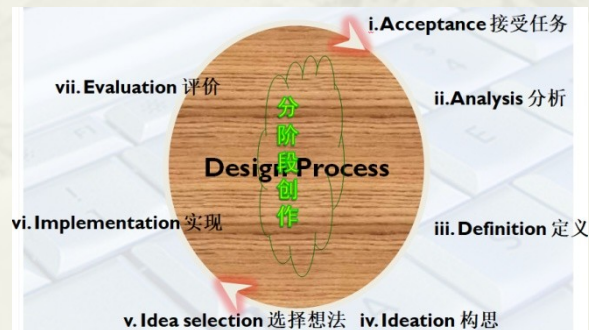 i.Acceptance 接受任务
vii.Evaluation 评价
ii.Analysis 分析
分阶段创作
Design Process
vi.Implementation 实现
iii.Definition 定义
v.Idea selection 选择想法
iv.Ideation 构思